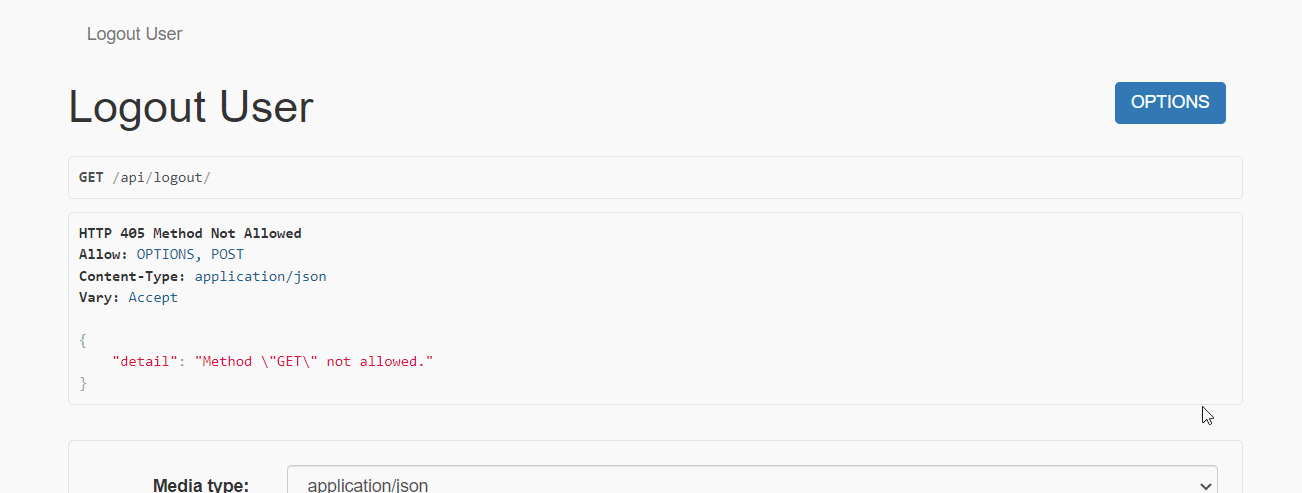 Logout User
Logout User
OPTIONS
GET /api/logout/
HTTP 405 Method Not Allowed
Allow: OPTIONS, POST
Content-Type: application/json
Vary: Accept
{
"detail": "Method \"GET\" not allowed."
}
Media type: application/json